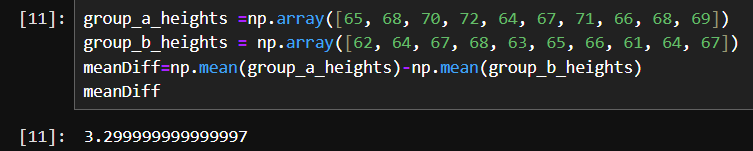 [11]: group_a_heights =np.array([65, 68, 70, 72, 64, 67, 71, 66, 68, 69])
group_b_heights = np.array([62, 64, 67, 68, 63, 65, 66, 61, 64, 67])
meanDiff=np.mean(group_a_heights)-np.mean(group_b_heights)
meanDiff
[11]: 3.299999999999997